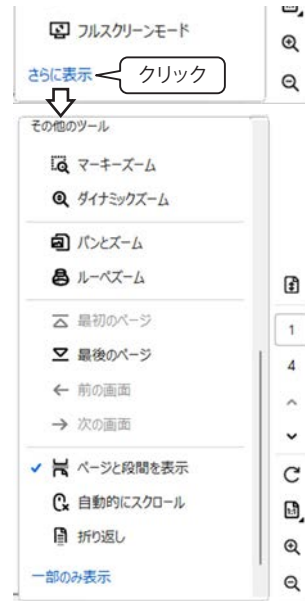 フルスクリーンモード
さらに表示
クリック
その他のツール
マーキーズーム
ダイナミックズーム
パンとズーム
ルーペズーム
最初のページ
最後のページ
前の画面
次の画面
ページと段間を表示
自動的にスクロール
折り返し
一部のみ表示
1
4